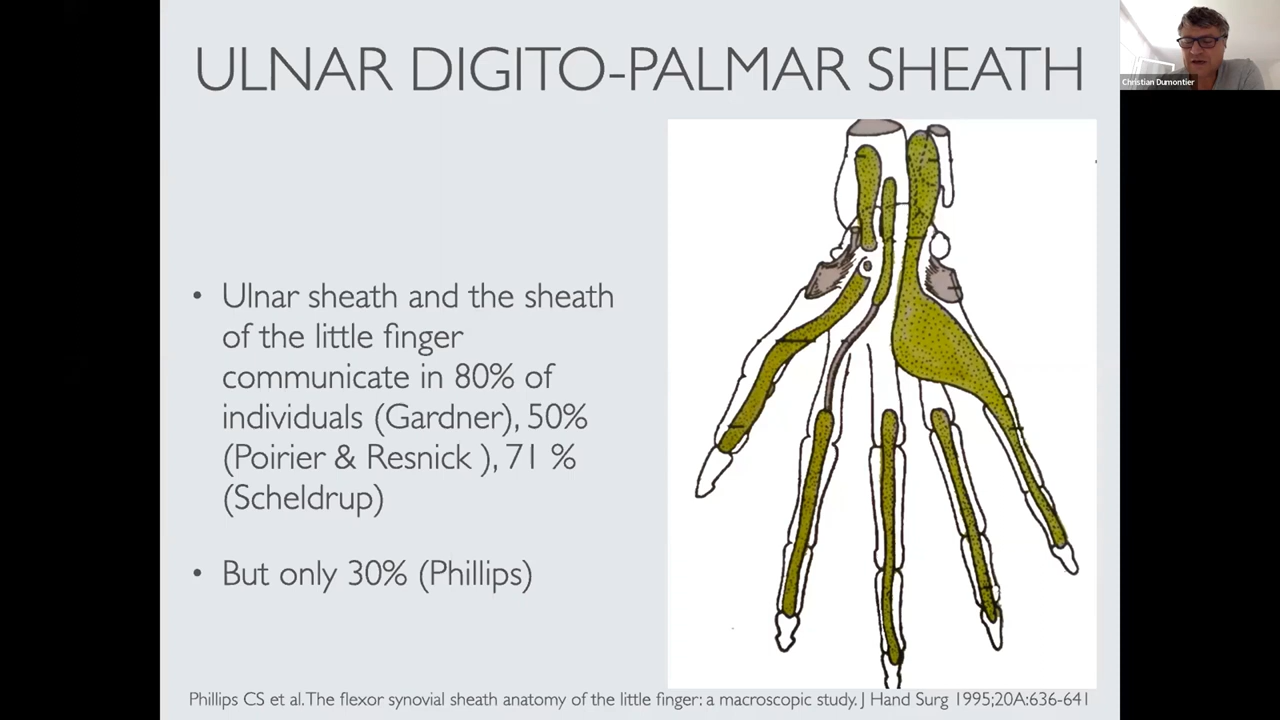 ULNAR DIGITO-PALMAR SHEATH
Christian Dumontier
• Ulnar sheath and the sheath
of the little finger
communicate in 80% of
individuals (Gardner), 50%
(Poirier & Resnick ), 71 %
(Scheldrup)
• But only 30% (Phillips)
Phillips CS et al. The flexor synovial sheath anatomy of the little finger: a macroscopic study. J Hand Surg 1995;20A:636-641